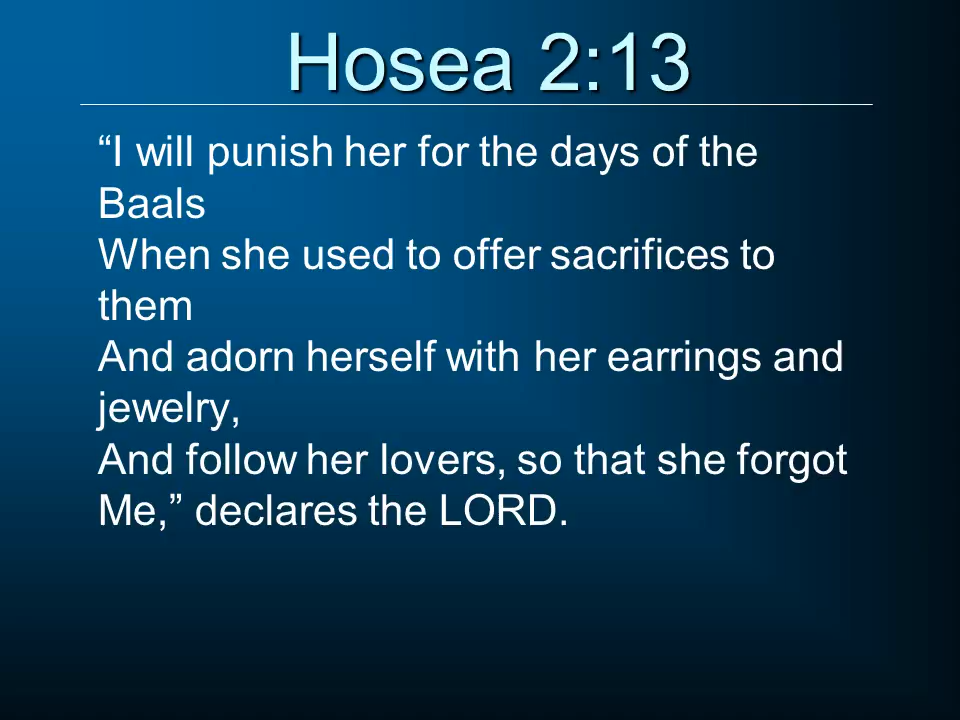 Hosea 2:13
“I will punish her for the days of the
Baals
When she used to offer sacrifices to
them
And adorn herself with her earrings and
jewelry,
And follow her lovers, so that she forgot
Me,” declares the LORD.